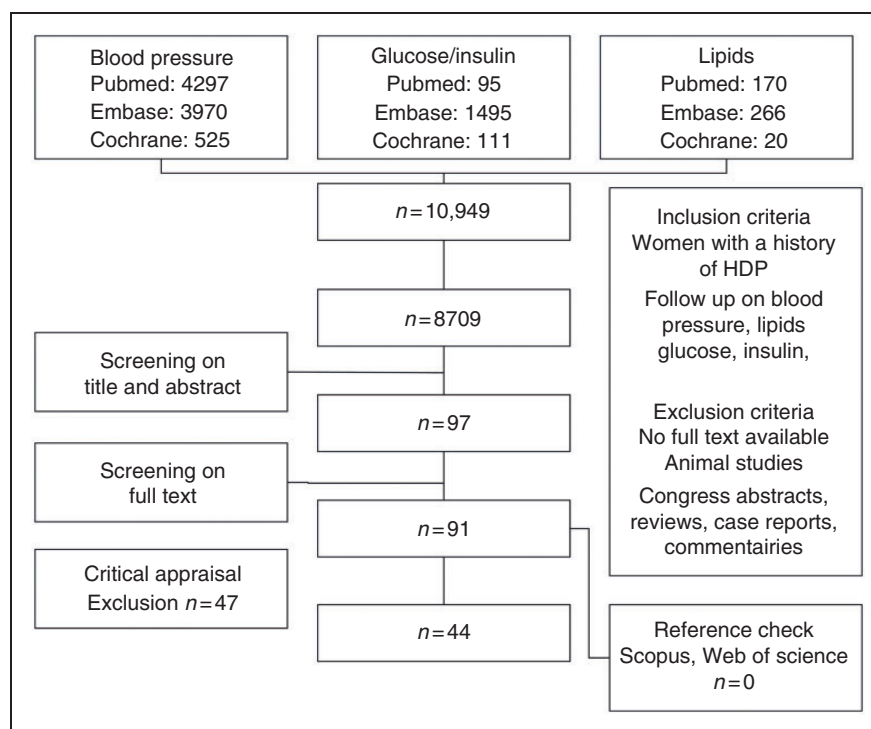 Blood pressure
Pubmed: 4297
Embase: 3970
Cochrane: 525
Glucose/insulin
Pubmed: 95
Embase: 1495
Cochrane: 111
Lipids
Pubmed: 170
Embase: 266
Cochrane: 20
n=10,949
Inclusion criteria
Women with a history
of HDP
Follow up on blood
pressure, lipids
glucose, insulin,
Exclusion criteria
No full text available
Animal studies
Congress abstracts,
reviews, case reports,
commentairies
n=8709
Screening on
title and abstract
n=97
Screening on
full text
n=91
Critical appraisal
Exclusion n=47
n=44
Reference check
Scopus, Web of science
n=0